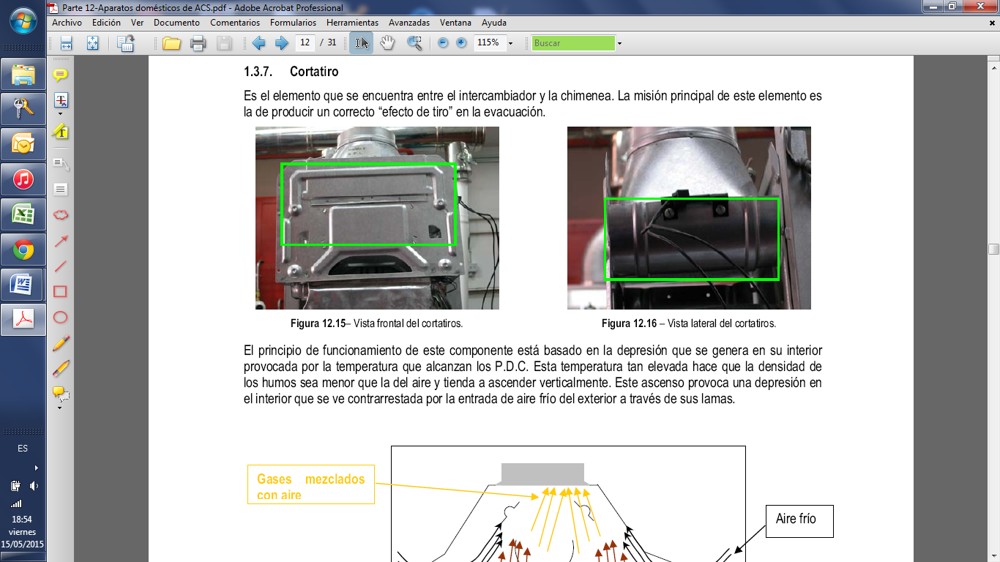 Parte 12-Aparatos domésticos de ACS.pdf - Adobe Acrobat Professional
Archivo Edición Ver Documento Comentarios Formularios Herramientas Avanzadas Ventana Ayuda
12 / 31 115% Buscar
1.3.7. Cortatiro
Es el elemento que se encuentra entre el intercambiador y la chimenea. La misión principal de este elemento es
la de producir un correcto “efecto de tiro” en la evacuación.
Figura 12.15– Vista frontal del cortatiros.
Figura 12.16 – Vista lateral del cortatiros.
El principio de funcionamiento de este componente está basado en la depresión que se genera en su interior
provocada por la temperatura que alcanzan los P.D.C. Esta temperatura tan elevada hace que la densidad de
los humos sea menor que la del aire y tienda a ascender verticalmente. Este ascenso provoca una depresión en
el interior que se ve contrarrestada por la entrada de aire frío del exterior a través de sus lamas.
Gases mezclados
con aire
Aire frío
ES
18:54
viernes
15/05/2015